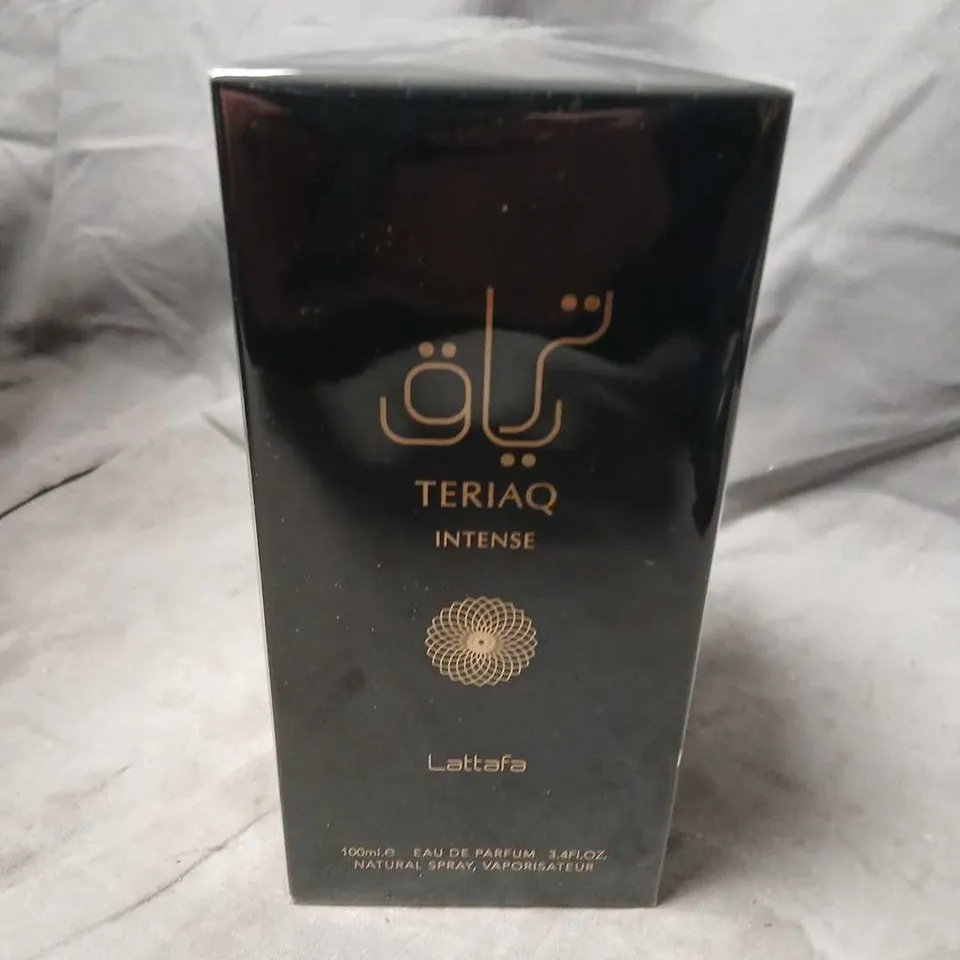 ترياق
TERIAQ
INTENSE
Lattafa
100ml.e EAU DE PARFUM 3.4Fl.OZ.
NATURAL SPRAY, VAPORISATEUR